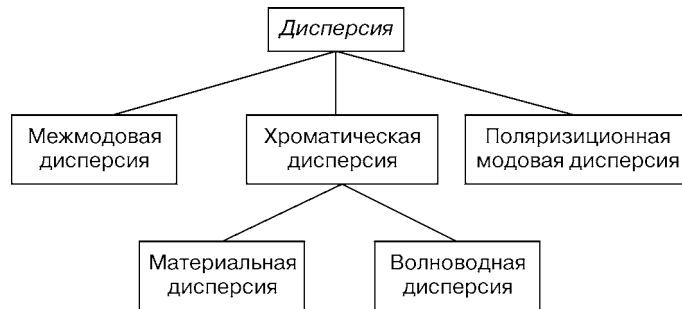 Дисперсия
Межмодовая
дисперсия
Хроматическая
дисперсия
Поляризиционная
модовая дисперсия
Материальная
дисперсия
Волноводная
дисперсия